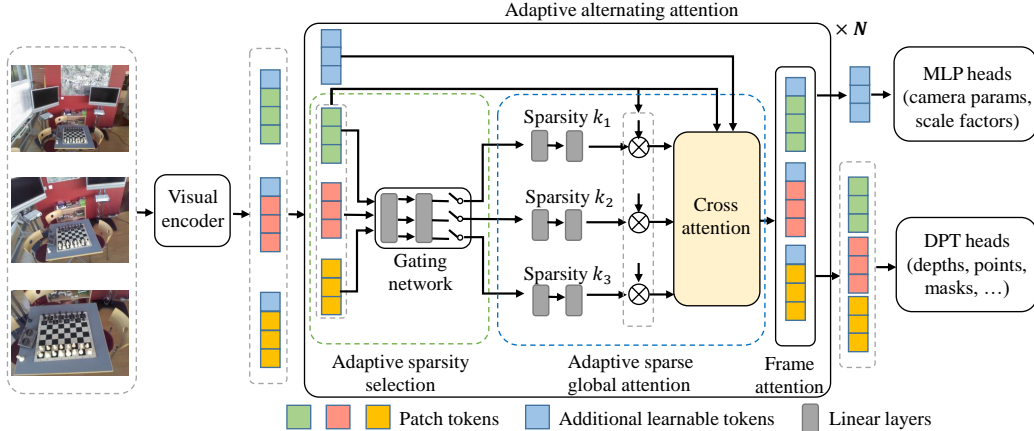 Adaptive alternating attention
× N
Visual
encoder
Gating
network
Sparsity k1
Sparsity k2
Sparsity k3
Cross
attention
Adaptive sparsity
selection
Adaptive sparse
global attention
Frame
attention
MLP heads
(camera params,
scale factors)
DPT heads
(depths, points,
masks, …)
Patch tokens
Additional learnable tokens
Linear layers